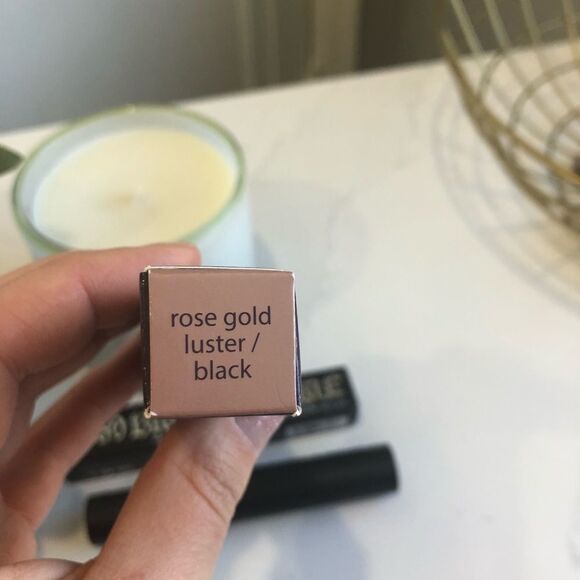 rose gold
luster /
black